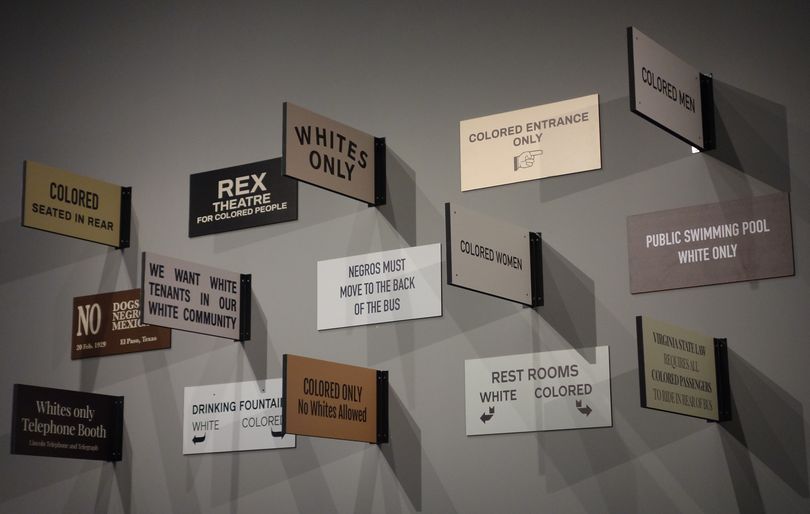 COLORED MEN
COLORED ENTRANCE
ONLY
WHITES
ONLY
COLORED
SEATED IN REAR
REX
THEATRE
FOR COLORED PEOPLE
COLORED WOMEN
PUBLIC SWIMMING POOL
WHITE ONLY
NEGROS MUST
MOVE TO THE BACK
OF THE BUS
WE WANT WHITE
TENANTS IN OUR
WHITE COMMUNITY
NO
DOGS
20 Feb. 1929 El Paso, Texas
VIRGINIA STATE LAW
REQUIRES ALL
COLORED PASSENGERS
TO RIDE IN REAR OF BUS
REST ROOMS
WHITE COLORED
COLORED ONLY
No Whites Allowed
DRINKING
WHITE
Whites only
Telephone Booth
Lincoln Telephone and Telegraph